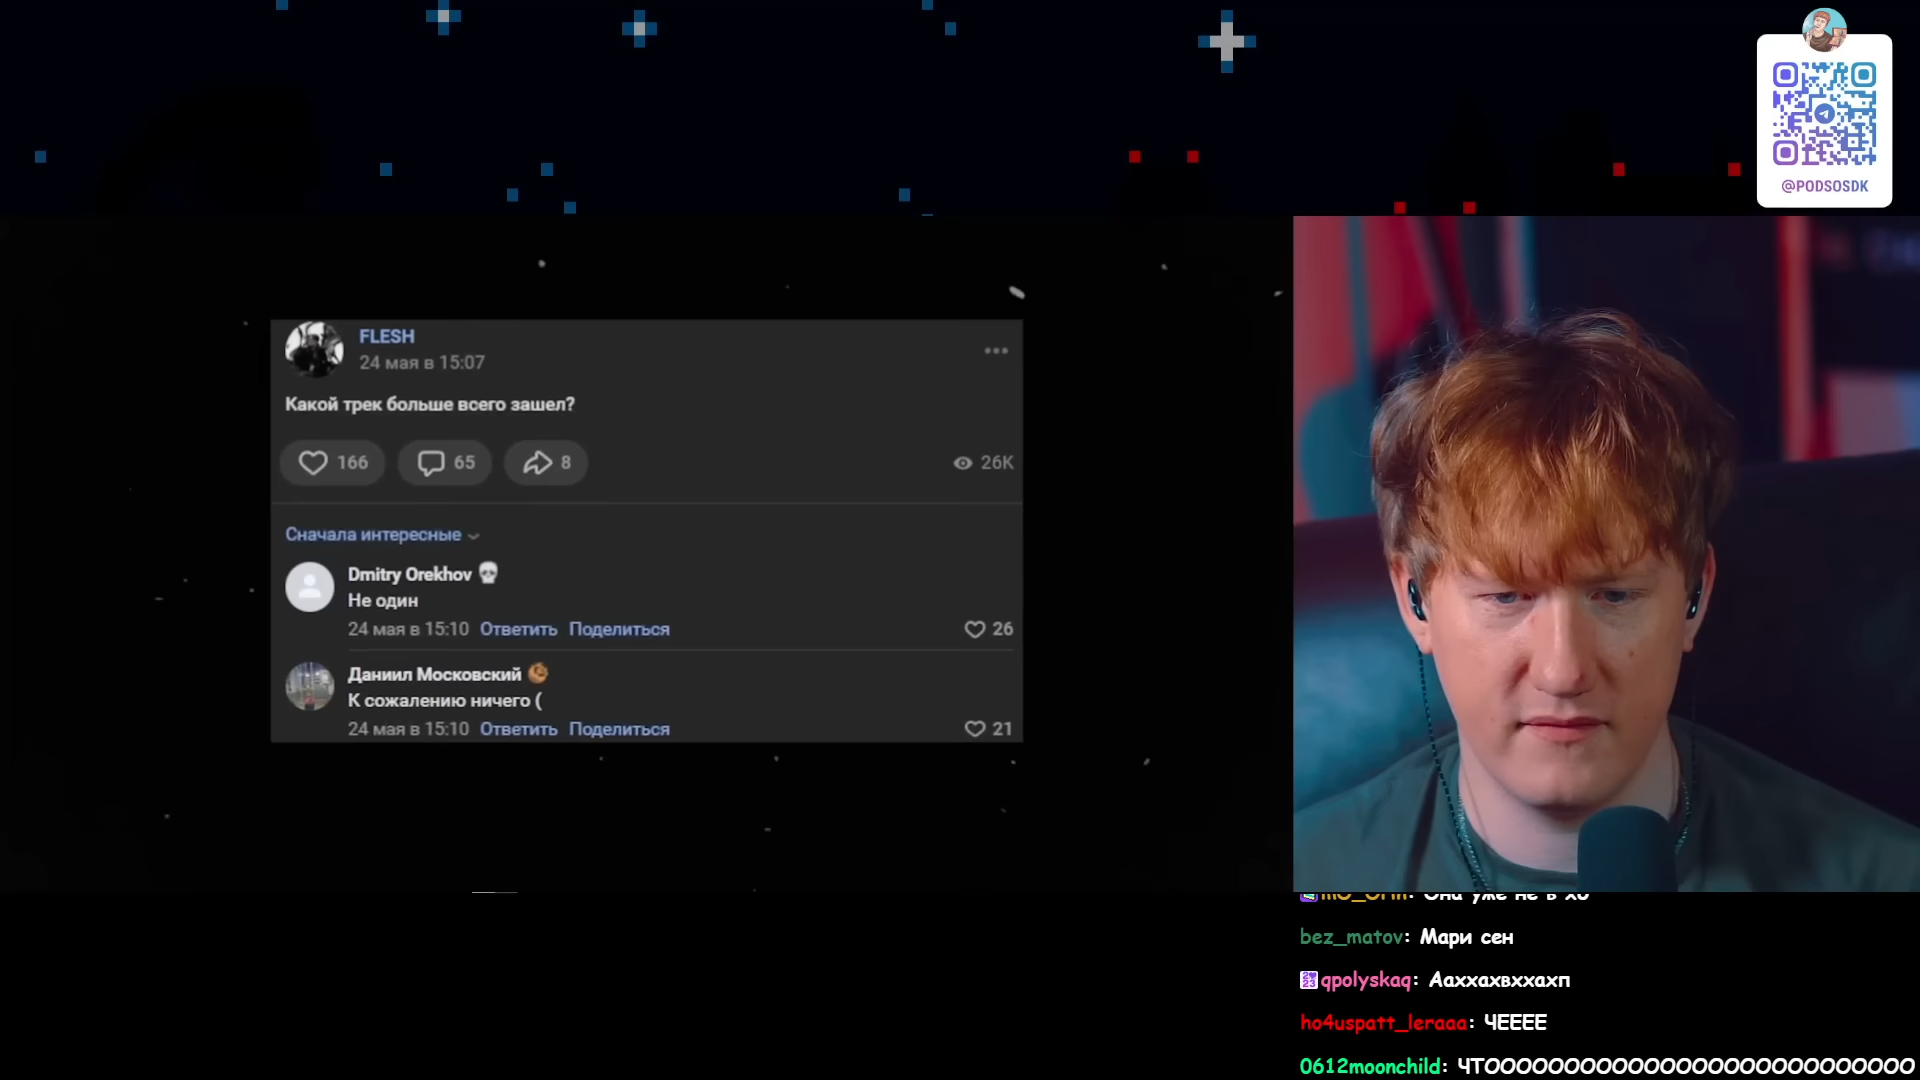 @PODSOSDK
FLESH
24 мая в 15:07
Какой трек больше всего зашел?
166
65
8
26K
Сначала интересные
Dmitry Orekhov
Не один
24 мая в 15:10 Ответить Поделиться
26
Даниил Московский
К сожалению ничего (
24 мая в 15:10 Ответить Поделиться
21
bez_matov: Мари сен
qpolyskaq: Ааххахвххахп
ho4uspatt_leraaa: ЧЕЕЕЕ
0612moonchild: ЧТОООООООООООООООООООООООООООО